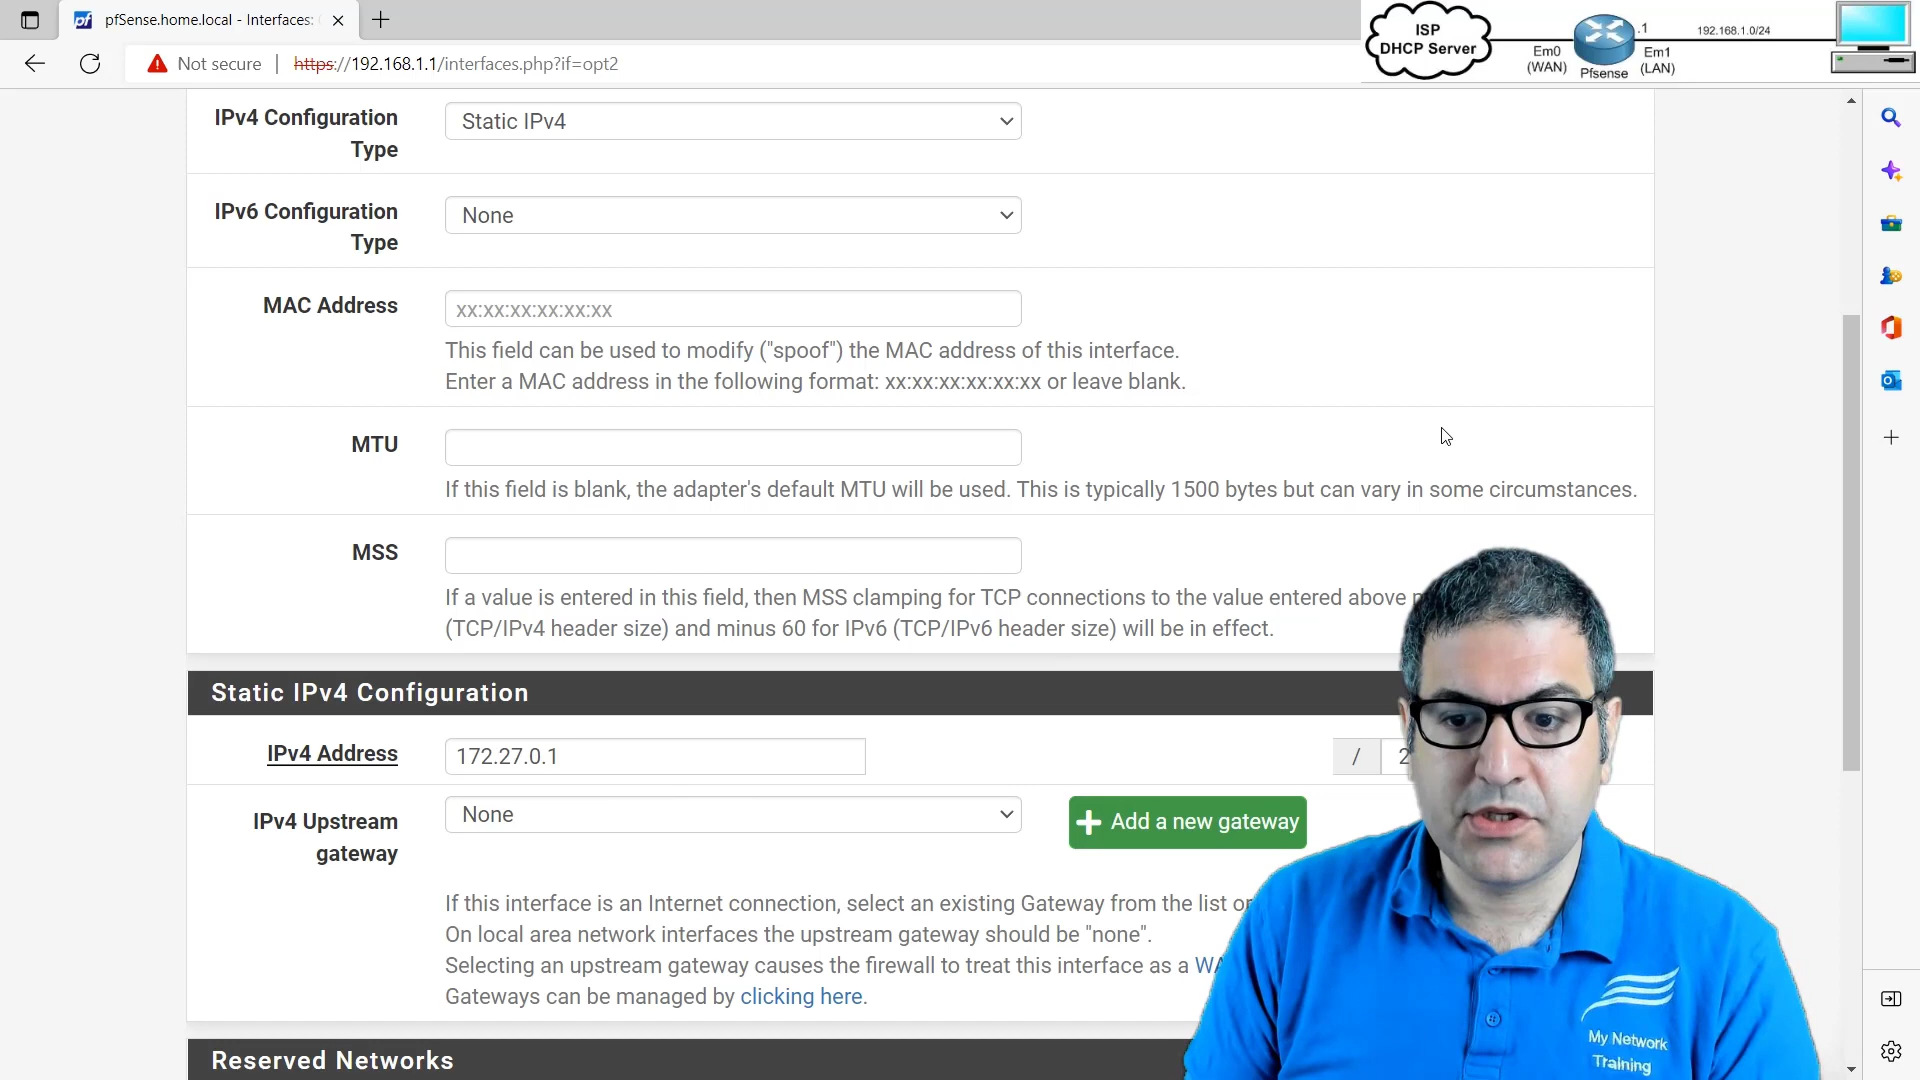 pfSense.home.local - Interfaces:
Not secure
https://192.168.1.1/interfaces.php?if=opt2
ISP
DHCP Server
Em0
(WAN)
Pfsense
.1
Em1
(LAN)
192.168.1.0/24
IPv4 Configuration
Type
Static IPv4
IPv6 Configuration
Type
None
MAC Address
xx:xx:xx:xx:xx:xx
This field can be used to modify ("spoof") the MAC address of this interface.
Enter a MAC address in the following format: xx:xx:xx:xx:xx:xx or leave blank.
MTU
If this field is blank, the adapter's default MTU will be used. This is typically 1500 bytes but can vary in some circumstances.
MSS
If a value is entered in this field, then MSS clamping for TCP connections to the value entered above
(TCP/IPv4 header size) and minus 60 for IPv6 (TCP/IPv6 header size) will be in effect.
Static IPv4 Configuration
IPv4 Address
172.27.0.1
/ 2
IPv4 Upstream
gateway
None
Add a new gateway
If this interface is an Internet connection, select an existing Gateway from the list or
On local area network interfaces the upstream gateway should be "none".
Selecting an upstream gateway causes the firewall to treat this interface as a
Gateways can be managed by clicking here.
Reserved Networks
My Network
Training